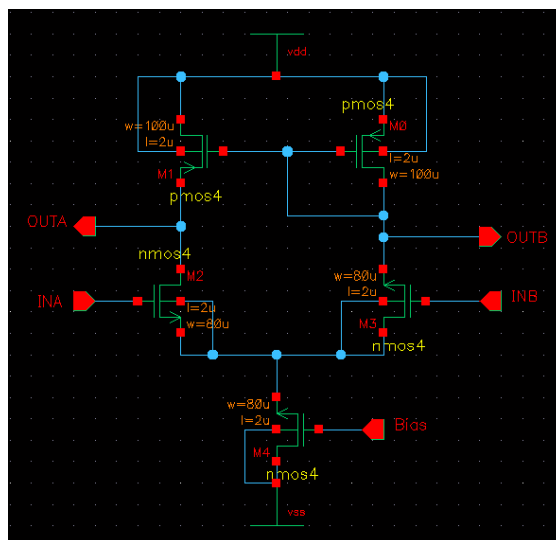 vdd
pmos4
w=100u
M0
l=2u
l=2u
M1
w=100u
pmos4
OUTA
nmos4
OUTB
M2
w=80u
INA
l=2u
l=2u
INB
w=80u
M3
nmos4
w=80u
l=2u
Bias
M4
nmos4
vss